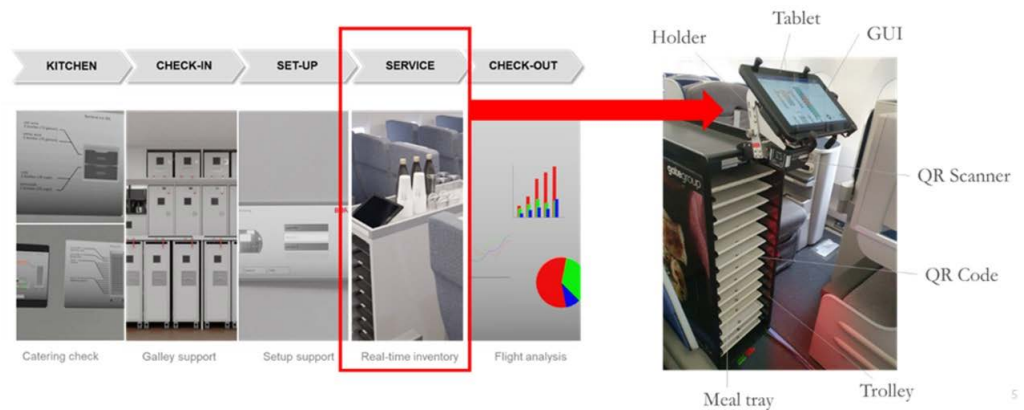 KITCHEN
CHECK-IN
SET-UP
SERVICE
CHECK-OUT
Catering check
Galley support
Setup support
Real-time inventory
Flight analysis
Holder
Tablet
GUI
QR Scanner
QR Code
Trolley
Meal tray
5